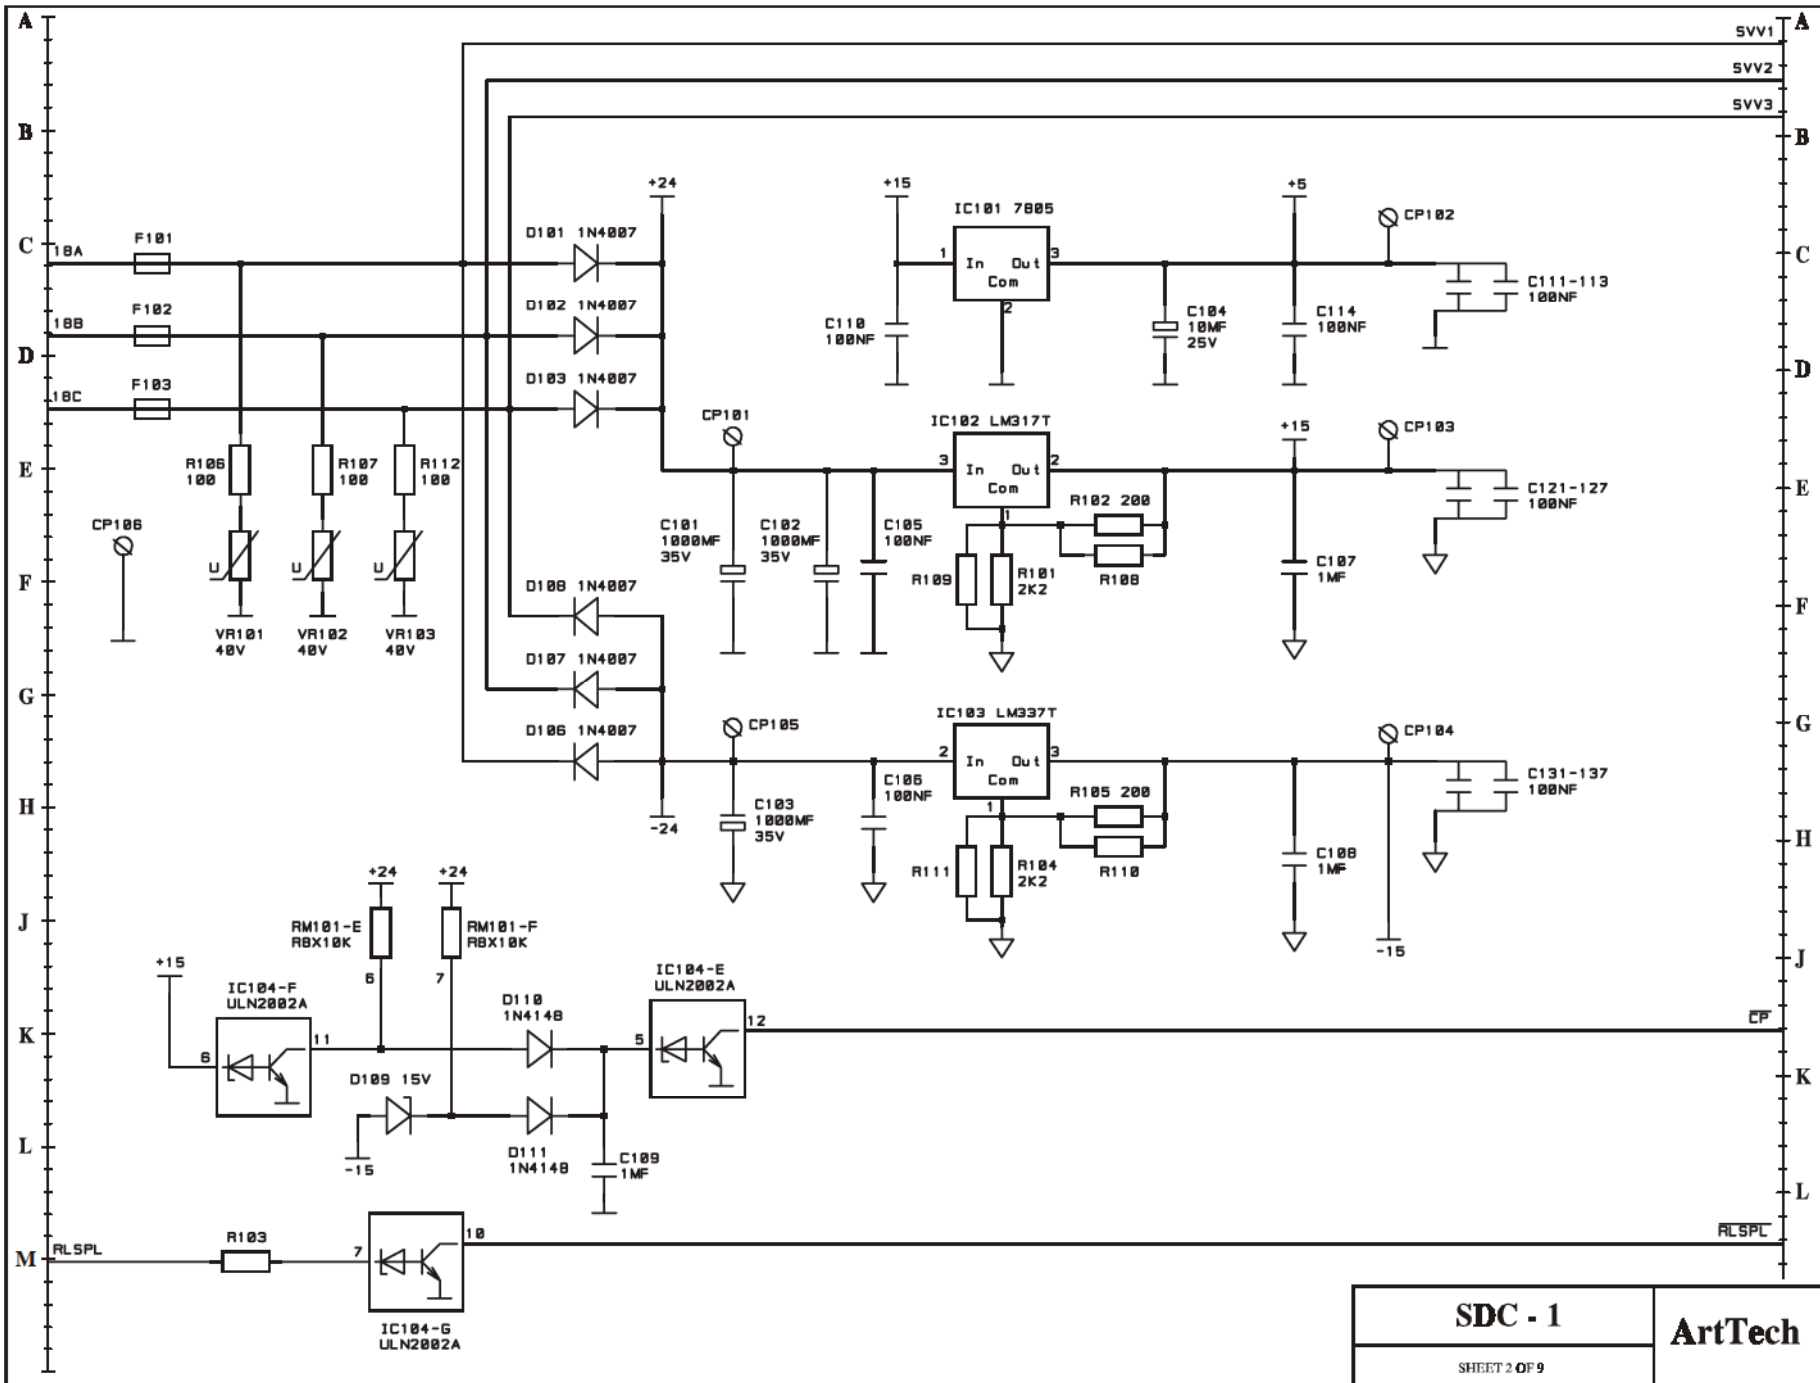 A
A
SVV1
SVV2
SVV3
B
B
+24
+15
+5
IC101 7805
CP102
F101
D101 1N4007
C
18A
1
In
Out
3
Com
2
C
C111-113
100NF
F102
D102 1N4007
18B
C110
100NF
C104
10MF
25V
C114
100NF
D
D
F103
D103 1N4007
18C
CP101
IC102 LM317T
+15
CP103
E
R106
100
R107
100
R112
100
3
In
Out
2
Com
1
E
C121-127
100NF
R102 200
CP106
C101
1000MF
35V
C102
1000MF
35V
C105
100NF
R108
U
U
U
F
D108 1N4007
R109
R101
2K2
C107
1MF
F
VR101
40V
VR102
40V
VR103
40V
D107 1N4007
G
IC103 LM337T
G
D106 1N4007
CP105
CP104
2
In
Out
3
Com
1
C106
100NF
C131-137
100NF
R105 200
H
-24
C103
1000MF
35V
H
R111
R104
2K2
R110
C108
1MF
+24
+24
J
RM101-E
R8X10K
RM101-F
R8X10K
-15
J
+15
6
7
IC104-F
ULN2002A
IC104-E
ULN2002A
D110
1N4148
K
6
11
5
12
CP
K
D109 15V
L
-15
D111
1N4148
C109
1MF
L
M
RLSPL
R103
7
10
RLSPL
IC104-G
ULN2002A
SDC - 1
ArtTech
SHEET 2 OF 9